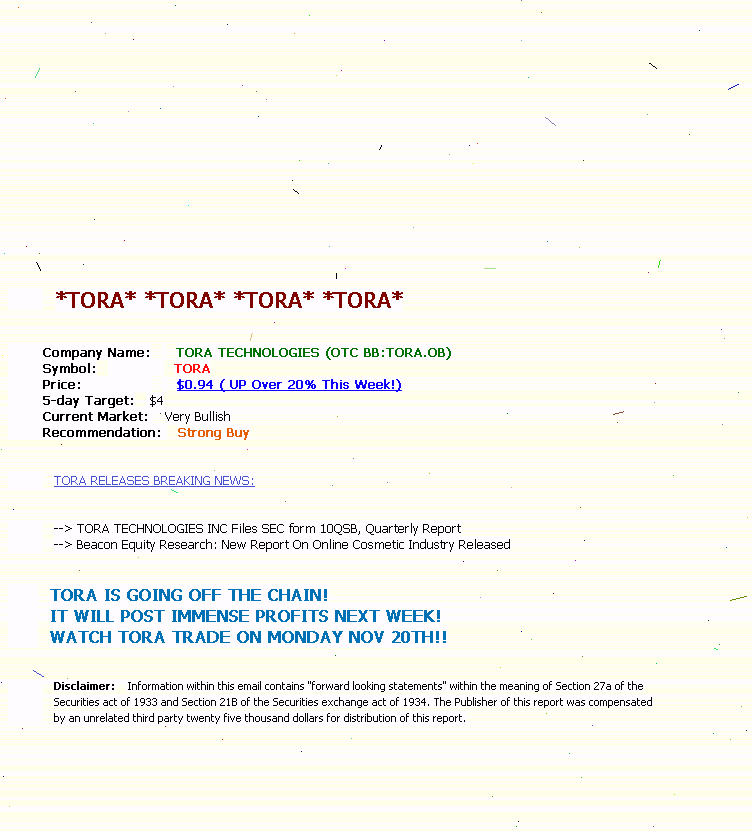 *TORA* *TORA* *TORA* *TORA*
Company Name: TORA TECHNOLOGIES (OTC BB:TORA.OB)
Symbol: TORA
Price: $0.94 ( UP Over 20% This Week!)
5-day Target: $4
Current Market: Very Bullish
Recommendation: Strong Buy
TORA RELEASES BREAKING NEWS:
--> TORA TECHNOLOGIES INC Files SEC form 10QSB, Quarterly Report
--> Beacon Equity Research: New Report On Online Cosmetic Industry Released
TORA IS GOING OFF THE CHAIN!
IT WILL POST IMMENSE PROFITS NEXT WEEK!
WATCH TORA TRADE ON MONDAY NOV 20TH!!
Disclaimer: Information within this email contains "forward looking statements" within the meaning of Section 27a of the
Securities act of 1933 and Section 21B of the Securities exchange act of 1934. The Publisher of this report was compensated
by an unrelated third party twenty five thousand dollars for distribution of this report.